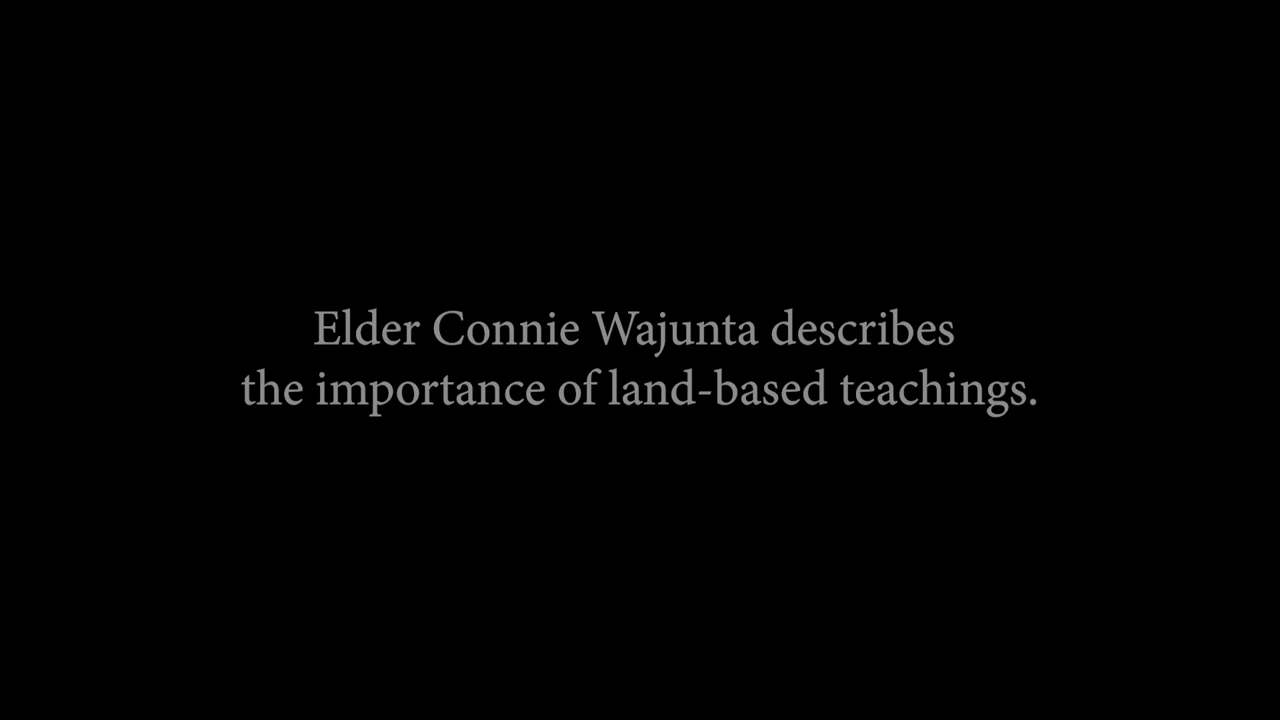 Elder Connie Wajunta describes
the importance of land-based teachings.